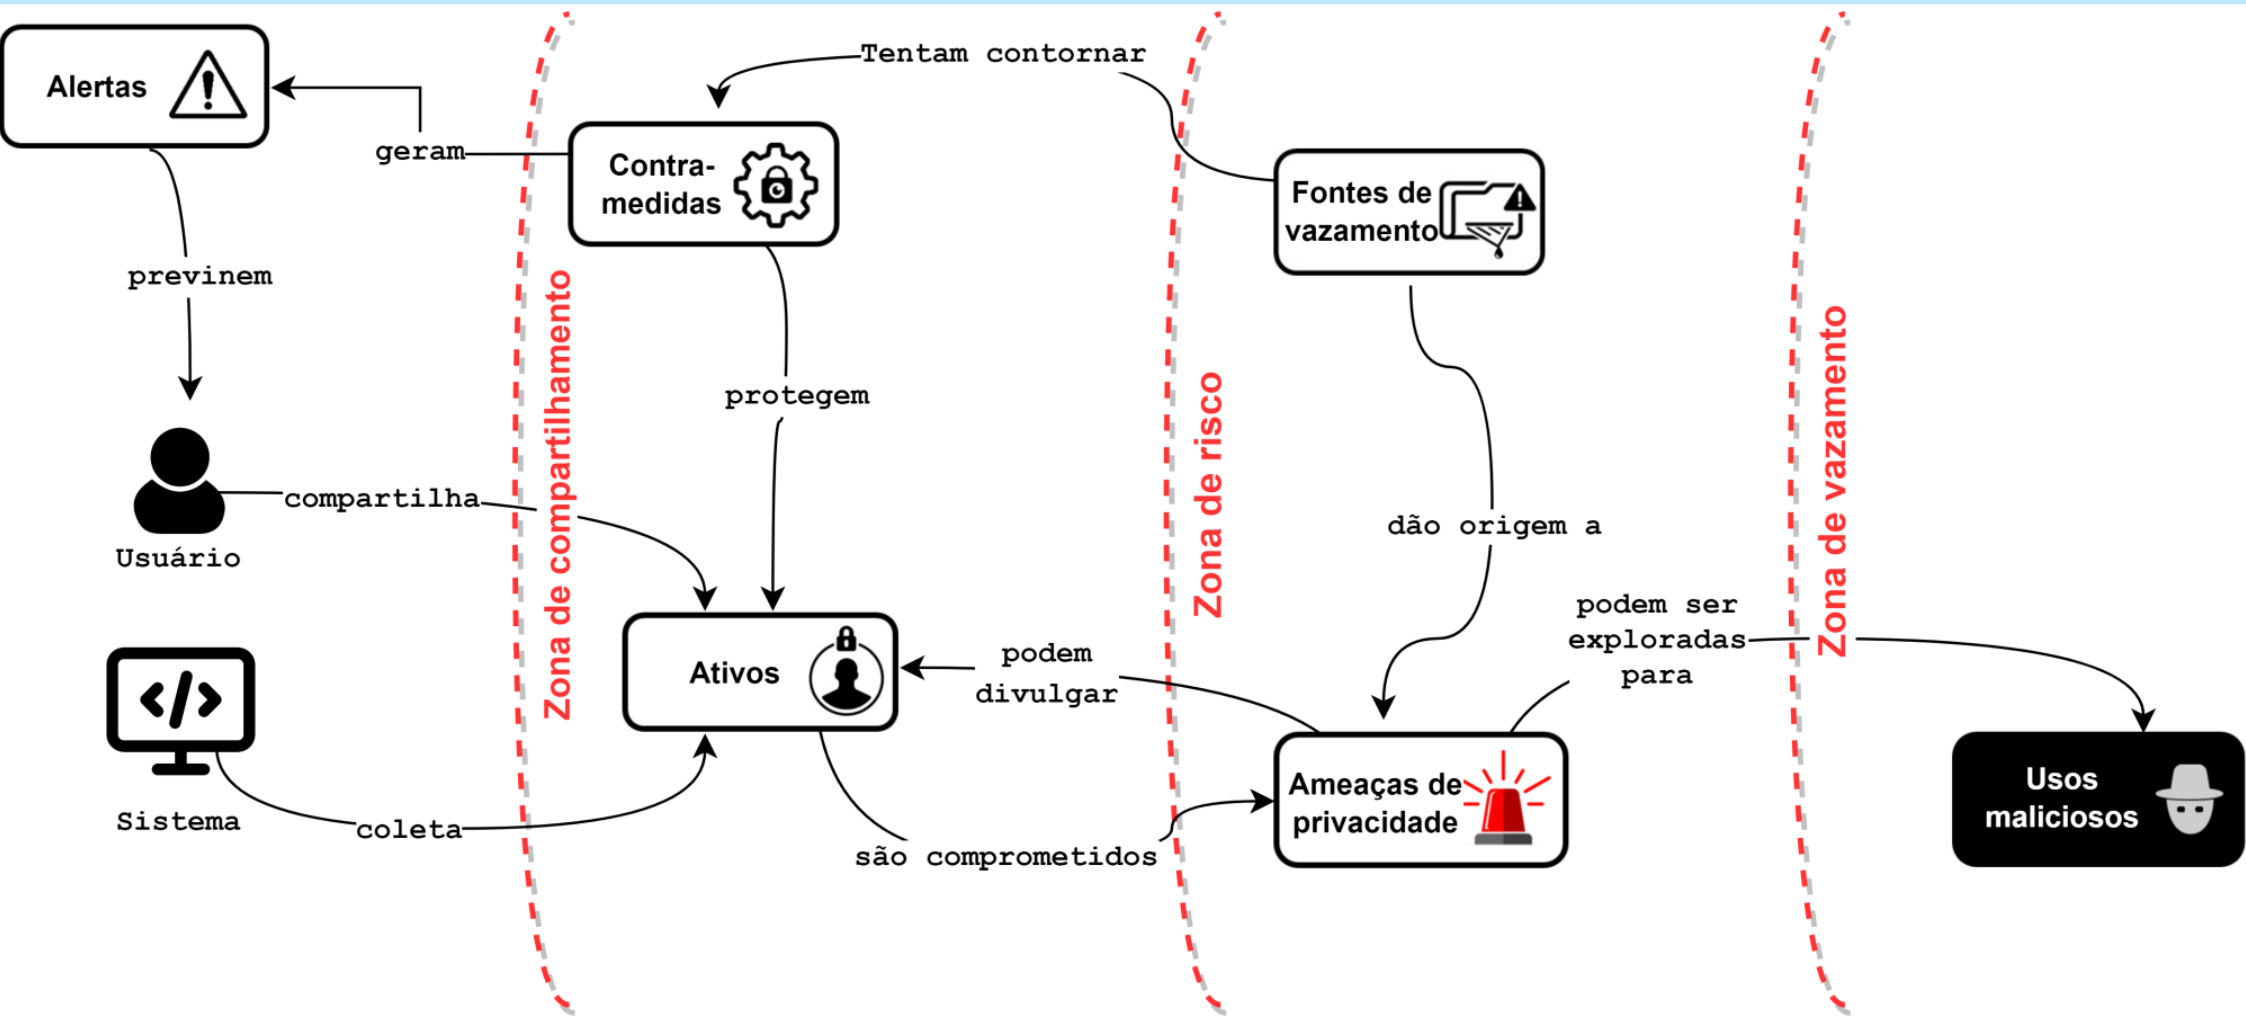 Tentam contornar
Alertas
geram
Contra-
medidas
Fontes de
vazamento
previnem
Zona de compartilhamento
protegem
Zona de risco
Zona de vazamento
compartilha
Usuário
dão origem a
podem ser
exploradas
para
podem
divulgar
Ativos
Sistema
coleta
são comprometidos
Ameaças de
privacidade
Usos
maliciosos